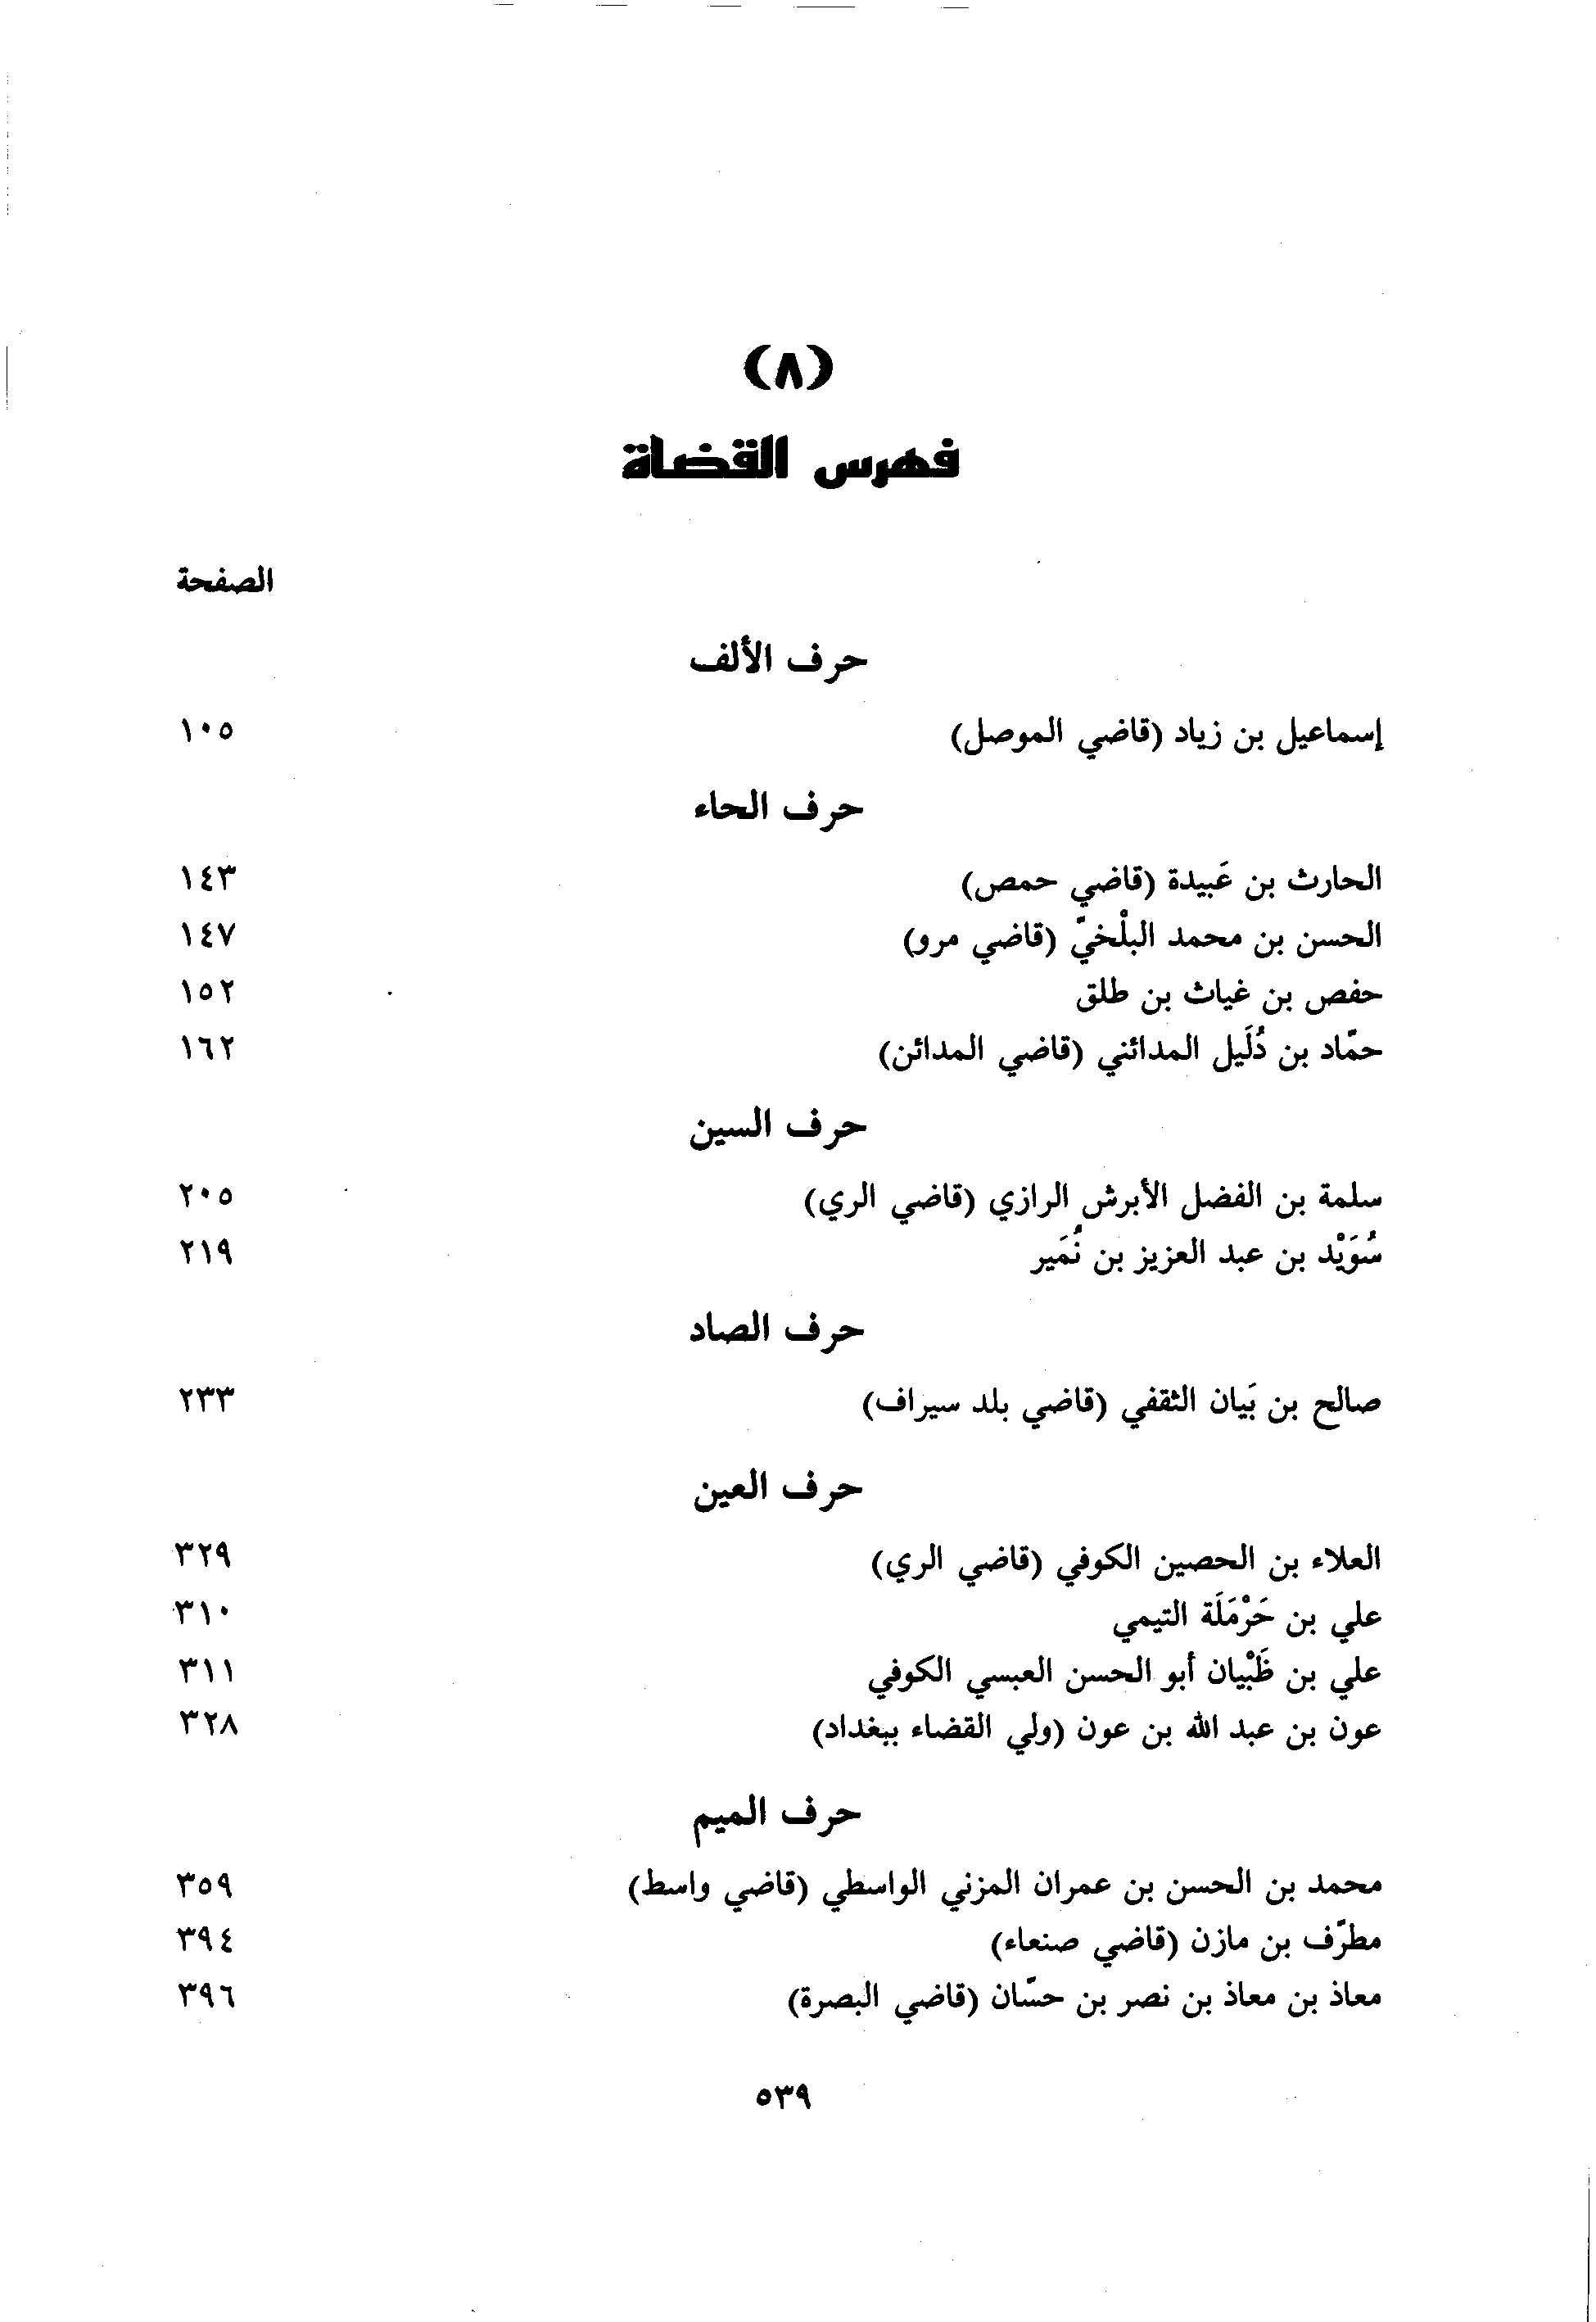 (٨)
فهرس القضاة
الصفحة
حرف الألف
إسماعيل بن زياد (قاضي الموصل) ١٠٥
حرف الحاء
الحارث بن عَبيدة (قاضي حمص) ١٤٣
الحسن بن محمد البلْخيّ (قاضي مرو) ١٤٧
حفص بن غياث بن طلق ١٥٢
حمّاد بن دُلَيل المدائني (قاضي المدائن) ١٦٢
حرف السين
سلمة بن الفضل الأبرش الرازي (قاضي الري) ٢٠٥
سُوَيْد بن عبد العزيز بن نُمَير ٢١٩
حرف الصاد
صالح بن بَيان الثقفي (قاضي بلد سيراف) ٢٣٣
حرف العين
العلاء بن الحصين الكوفي (قاضي الري) ٣٢٩
علي بن حَرْمَلَة التيمي ٣١٠
علي بن ظَبْيان أبو الحسن العبسي الكوفي ٣١١
عون بن عبد الله بن عون (ولي القضاء ببغداد) ٣٢٨
حرف الميم
محمد بن الحسن بن عمران المزني الواسطي (قاضي واسط) ٣٥٩
مطرّف بن مازن (قاضي صنعاء) ٣٩٤
معاذ بن معاذ بن نصر بن حسّان (قاضي البصرة) ٣٩٦
٥٣٩